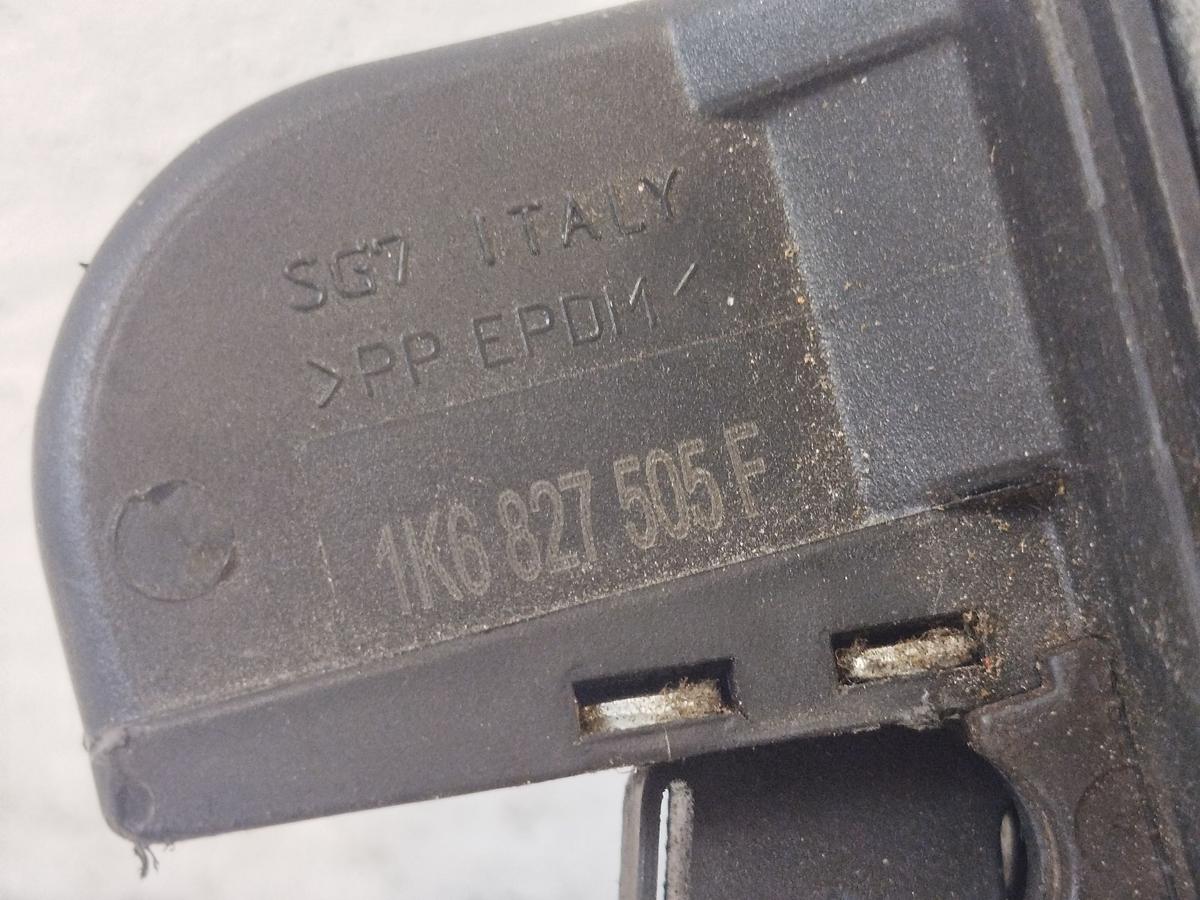 SG7 ITALY
>PP EPDM<
1K6 827 505 F